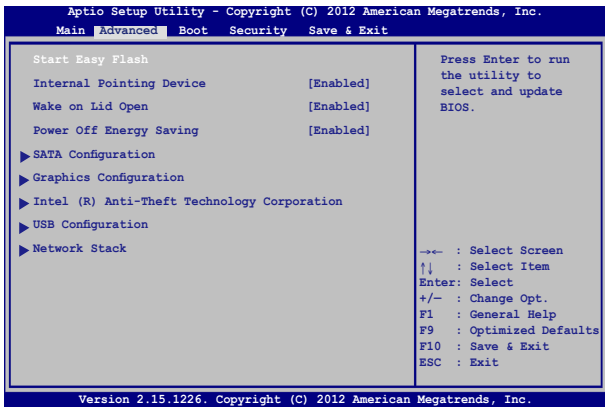 Aptio Setup Utility - Copyright (C) 2012 American Megatrends, Inc.
Main Advanced Boot Security Save & Exit
Start Easy Flash
Internal Pointing Device [Enabled]
Wake on Lid Open [Enabled]
Power Off Energy Saving [Enabled]
SATA Configuration
Graphics Configuration
Intel (R) Anti-Theft Technology Corporation
USB Configuration
Network Stack
Press Enter to run
the utility to
select and update
BIOS.
→← : Select Screen
↑↓ : Select Item
Enter: Select
+/— : Change Opt.
F1 : General Help
F9 : Optimized Defaults
F10 : Save & Exit
ESC : Exit
Version 2.15.1226. Copyright (C) 2012 American Megatrends, Inc.